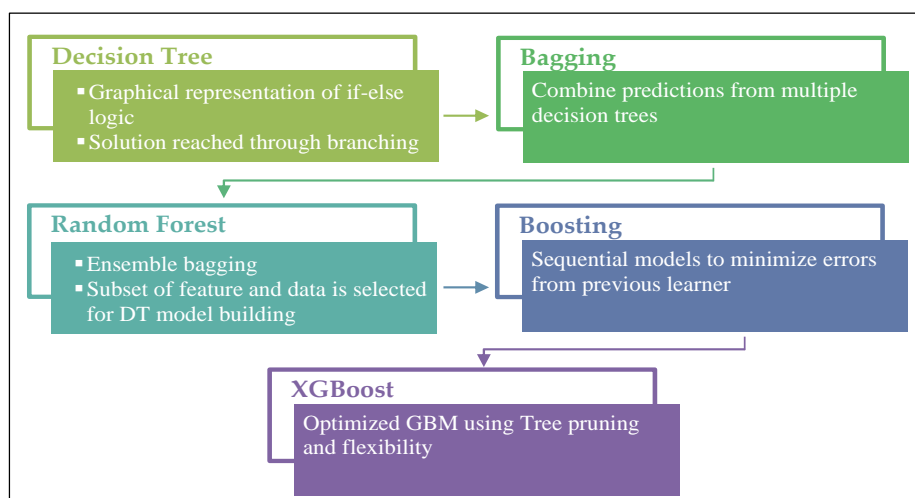 Decision Tree
▪ Graphical representation of if-else
logic
▪ Solution reached through branching
Bagging
Combine predictions from multiple
decision trees
Random Forest
▪ Ensemble bagging
▪ Subset of feature and data is selected
for DT model building
Boosting
Sequential models to minimize errors
from previous learner
XGBoost
Optimized GBM using Tree pruning
and flexibility